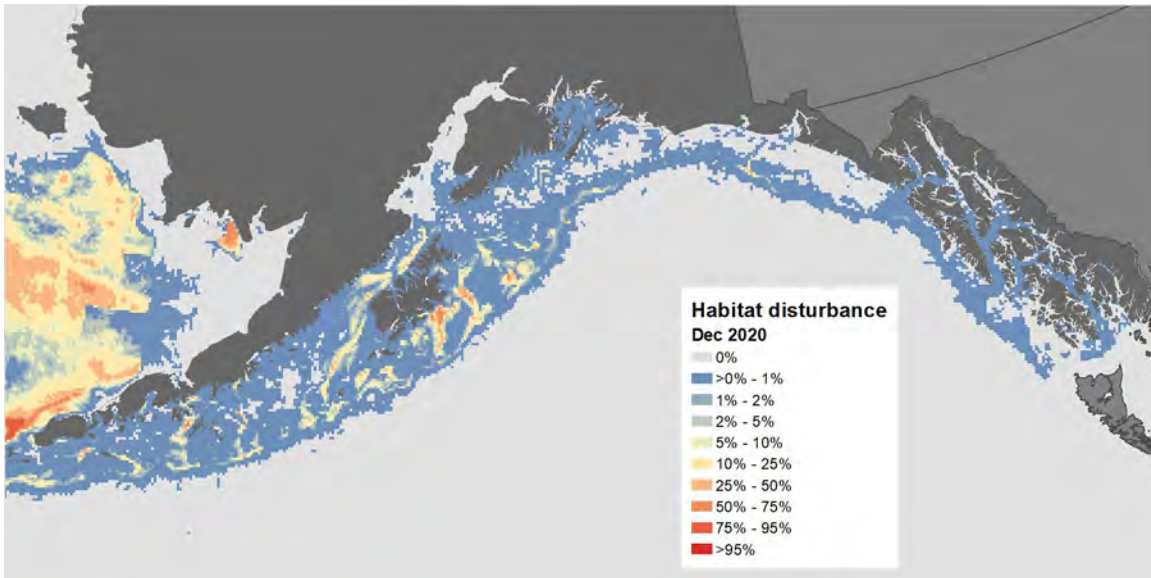 Habitat disturbance
Dec 2020
0%
>0% - 1%
1% - 2%
2% - 5%
5% - 10%
10% - 25%
25% - 50%
50% - 75%
75% - 95%
>95%